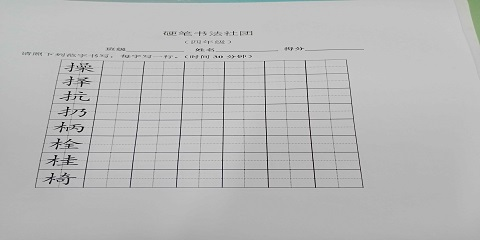 硬笔书法社团
(四年级)
班级 姓名 得分
请照下列范字书写,每字写一行。(时间30分钟)
操
择
抗
扔
柄
栓
桂
椅